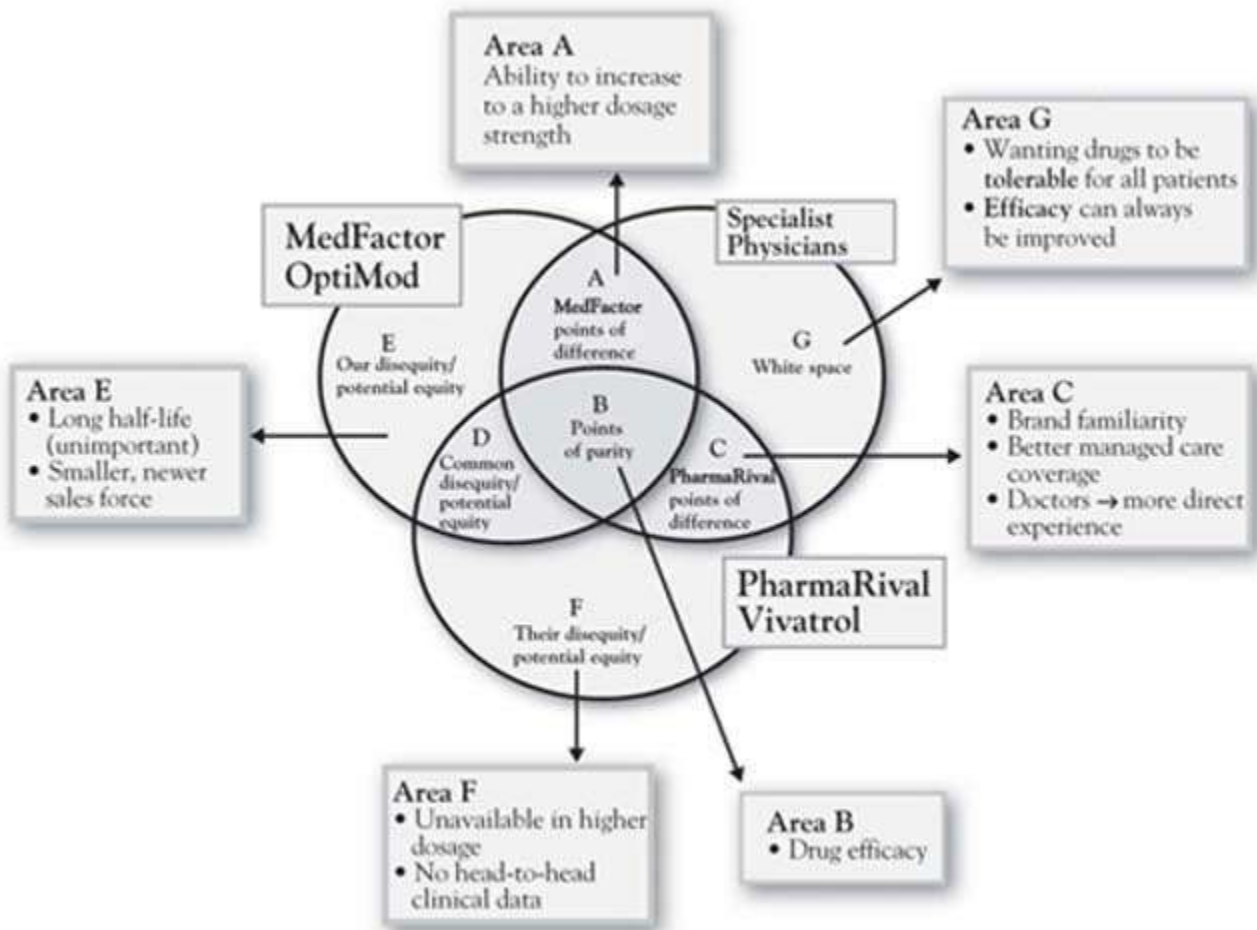 Area A
Ability to increase
to a higher dosage
strength
Area G
• Wanting drugs to be
tolerable for all patients
• Efficacy can always
be improved
MedFactor
OptiMod
Specialist
Physicians
A
MedFactor
points of
difference
E
Our disequity/
potential equity
G
White space
Area E
• Long half-life
(unimportant)
• Smaller, newer
sales force
B
Points
of parity
D
Common
disequity/
potential
equity
C
PharmaRival
points of
difference
Area C
• Brand familiarity
• Better managed care
coverage
• Doctors → more direct
experience
PharmaRival
Vivatrol
F
Their disequity/
potential equity
Area F
• Unavailable in higher
dosage
• No head-to-head
clinical data
Area B
• Drug efficacy